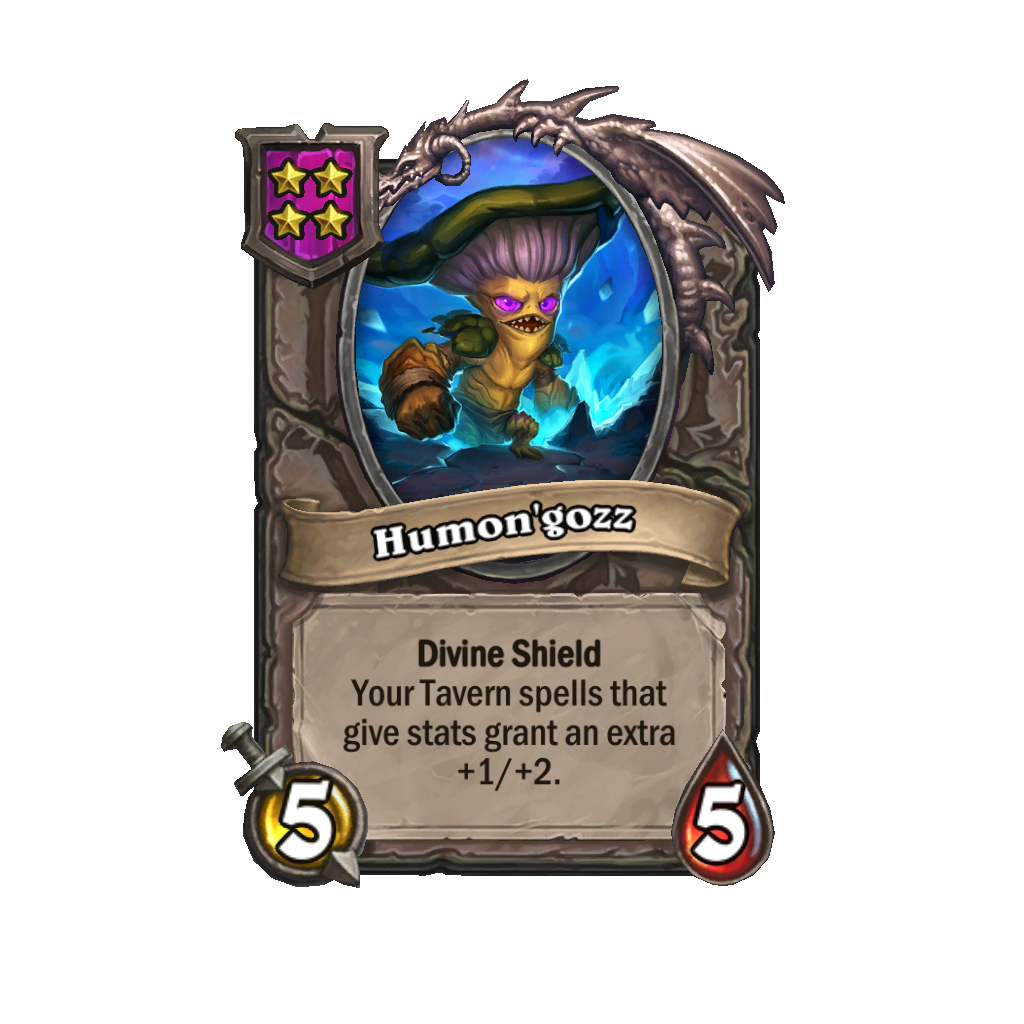 Humon'gozz
Divine Shield
Your Tavern spells that
give stats grant an extra
+1/+2.
5
5